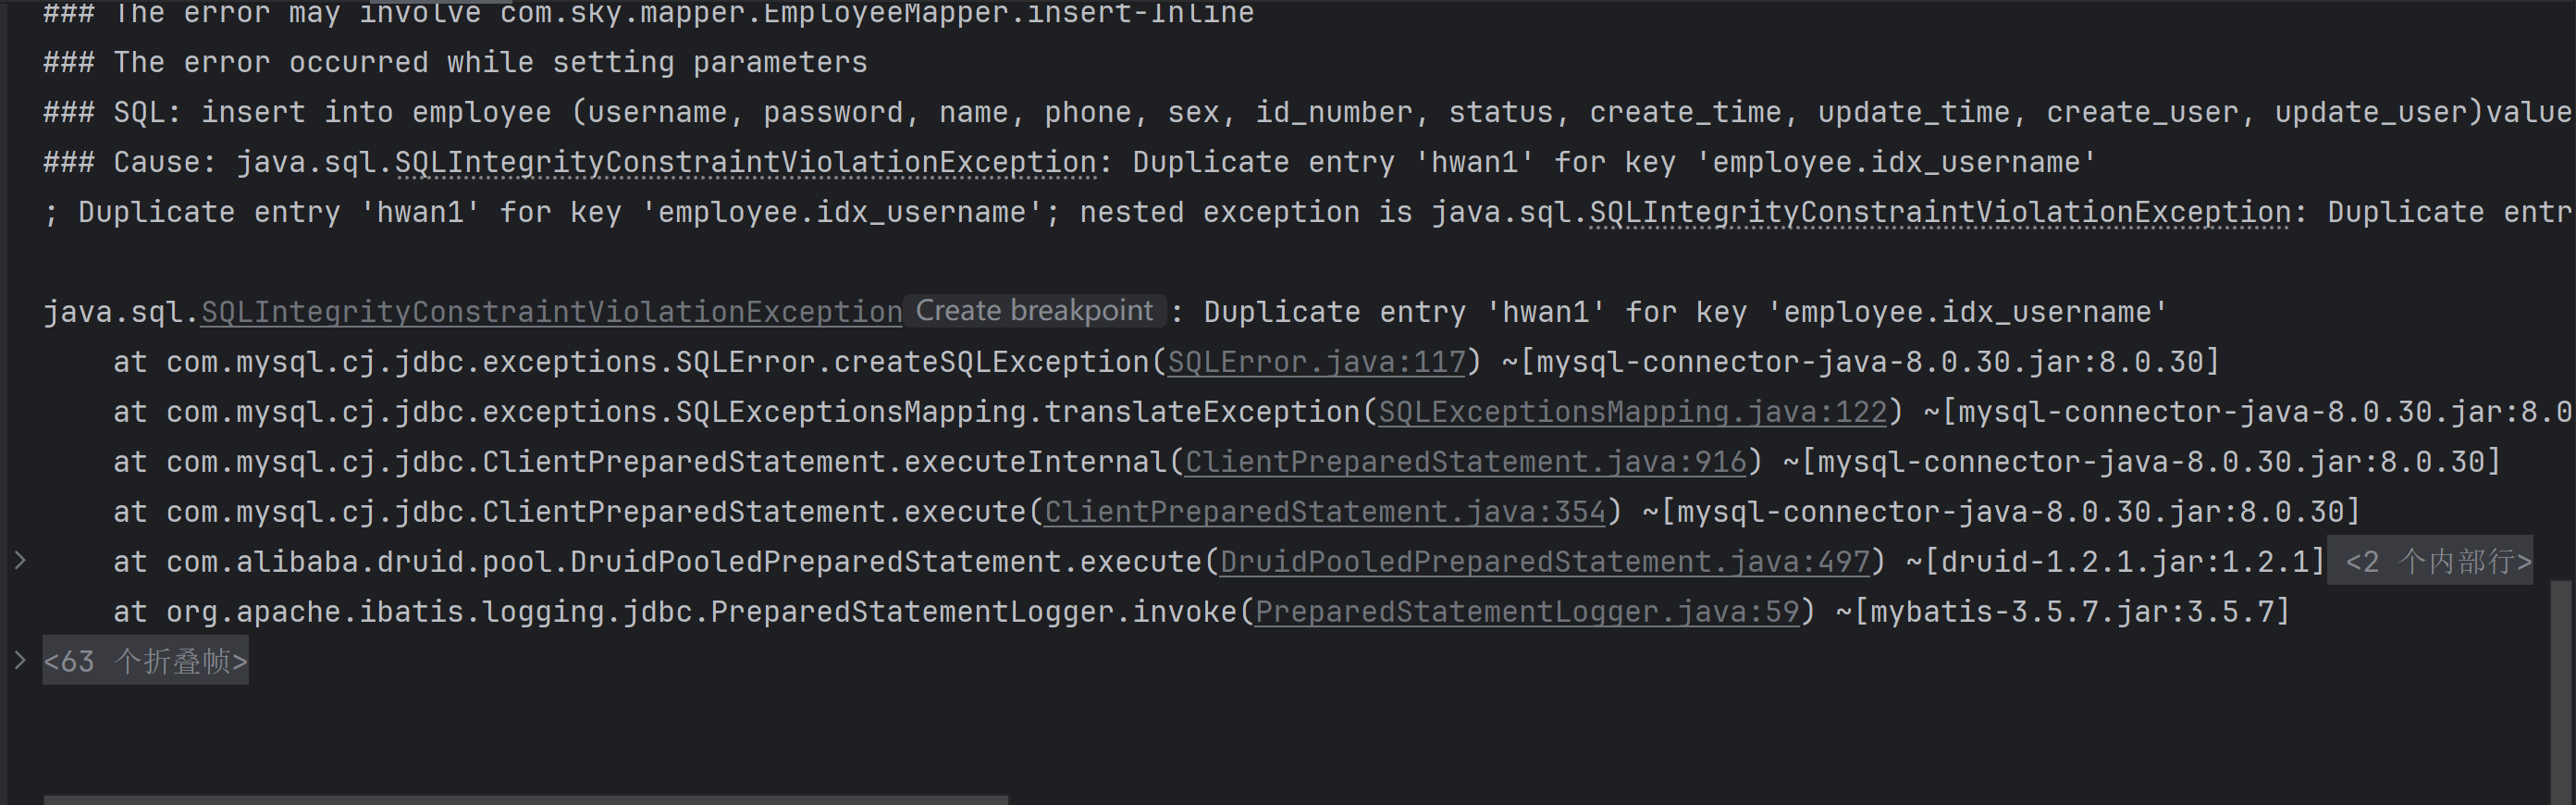 ### The error may involve com.sky.mapper.EmployeeMapper.insert-Inline
### The error occurred while setting parameters
### SQL: insert into employee (username, password, name, phone, sex, id_number, status, create_time, update_time, create_user, update_user)value
### Cause: java.sql.SQLIntegrityConstraintViolationException: Duplicate entry 'hwan1' for key 'employee.idx_username'
; Duplicate entry 'hwan1' for key 'employee.idx_username'; nested exception is java.sql.SQLIntegrityConstraintViolationException: Duplicate entr
java.sql.SQLIntegrityConstraintViolationException Create breakpoint : Duplicate entry 'hwan1' for key 'employee.idx_username'
at com.mysql.cj.jdbc.exceptions.SQLError.createSQLException(SQLError.java:117) ~[mysql-connector-java-8.0.30.jar:8.0.30]
at com.mysql.cj.jdbc.exceptions.SQLExceptionsMapping.translateException(SQLExceptionsMapping.java:122) ~[mysql-connector-java-8.0.30.jar:8.0
at com.mysql.cj.jdbc.ClientPreparedStatement.executeInternal(ClientPreparedStatement.java:916) ~[mysql-connector-java-8.0.30.jar:8.0.30]
at com.mysql.cj.jdbc.ClientPreparedStatement.execute(ClientPreparedStatement.java:354) ~[mysql-connector-java-8.0.30.jar:8.0.30]
at com.alibaba.druid.pool.DruidPooledPreparedStatement.execute(DruidPooledPreparedStatement.java:497) ~[druid-1.2.1.jar:1.2.1] <2 个内部行>
at org.apache.ibatis.logging.jdbc.PreparedStatementLogger.invoke(PreparedStatementLogger.java:59) ~[mybatis-3.5.7.jar:3.5.7]
<63 个折叠帧>